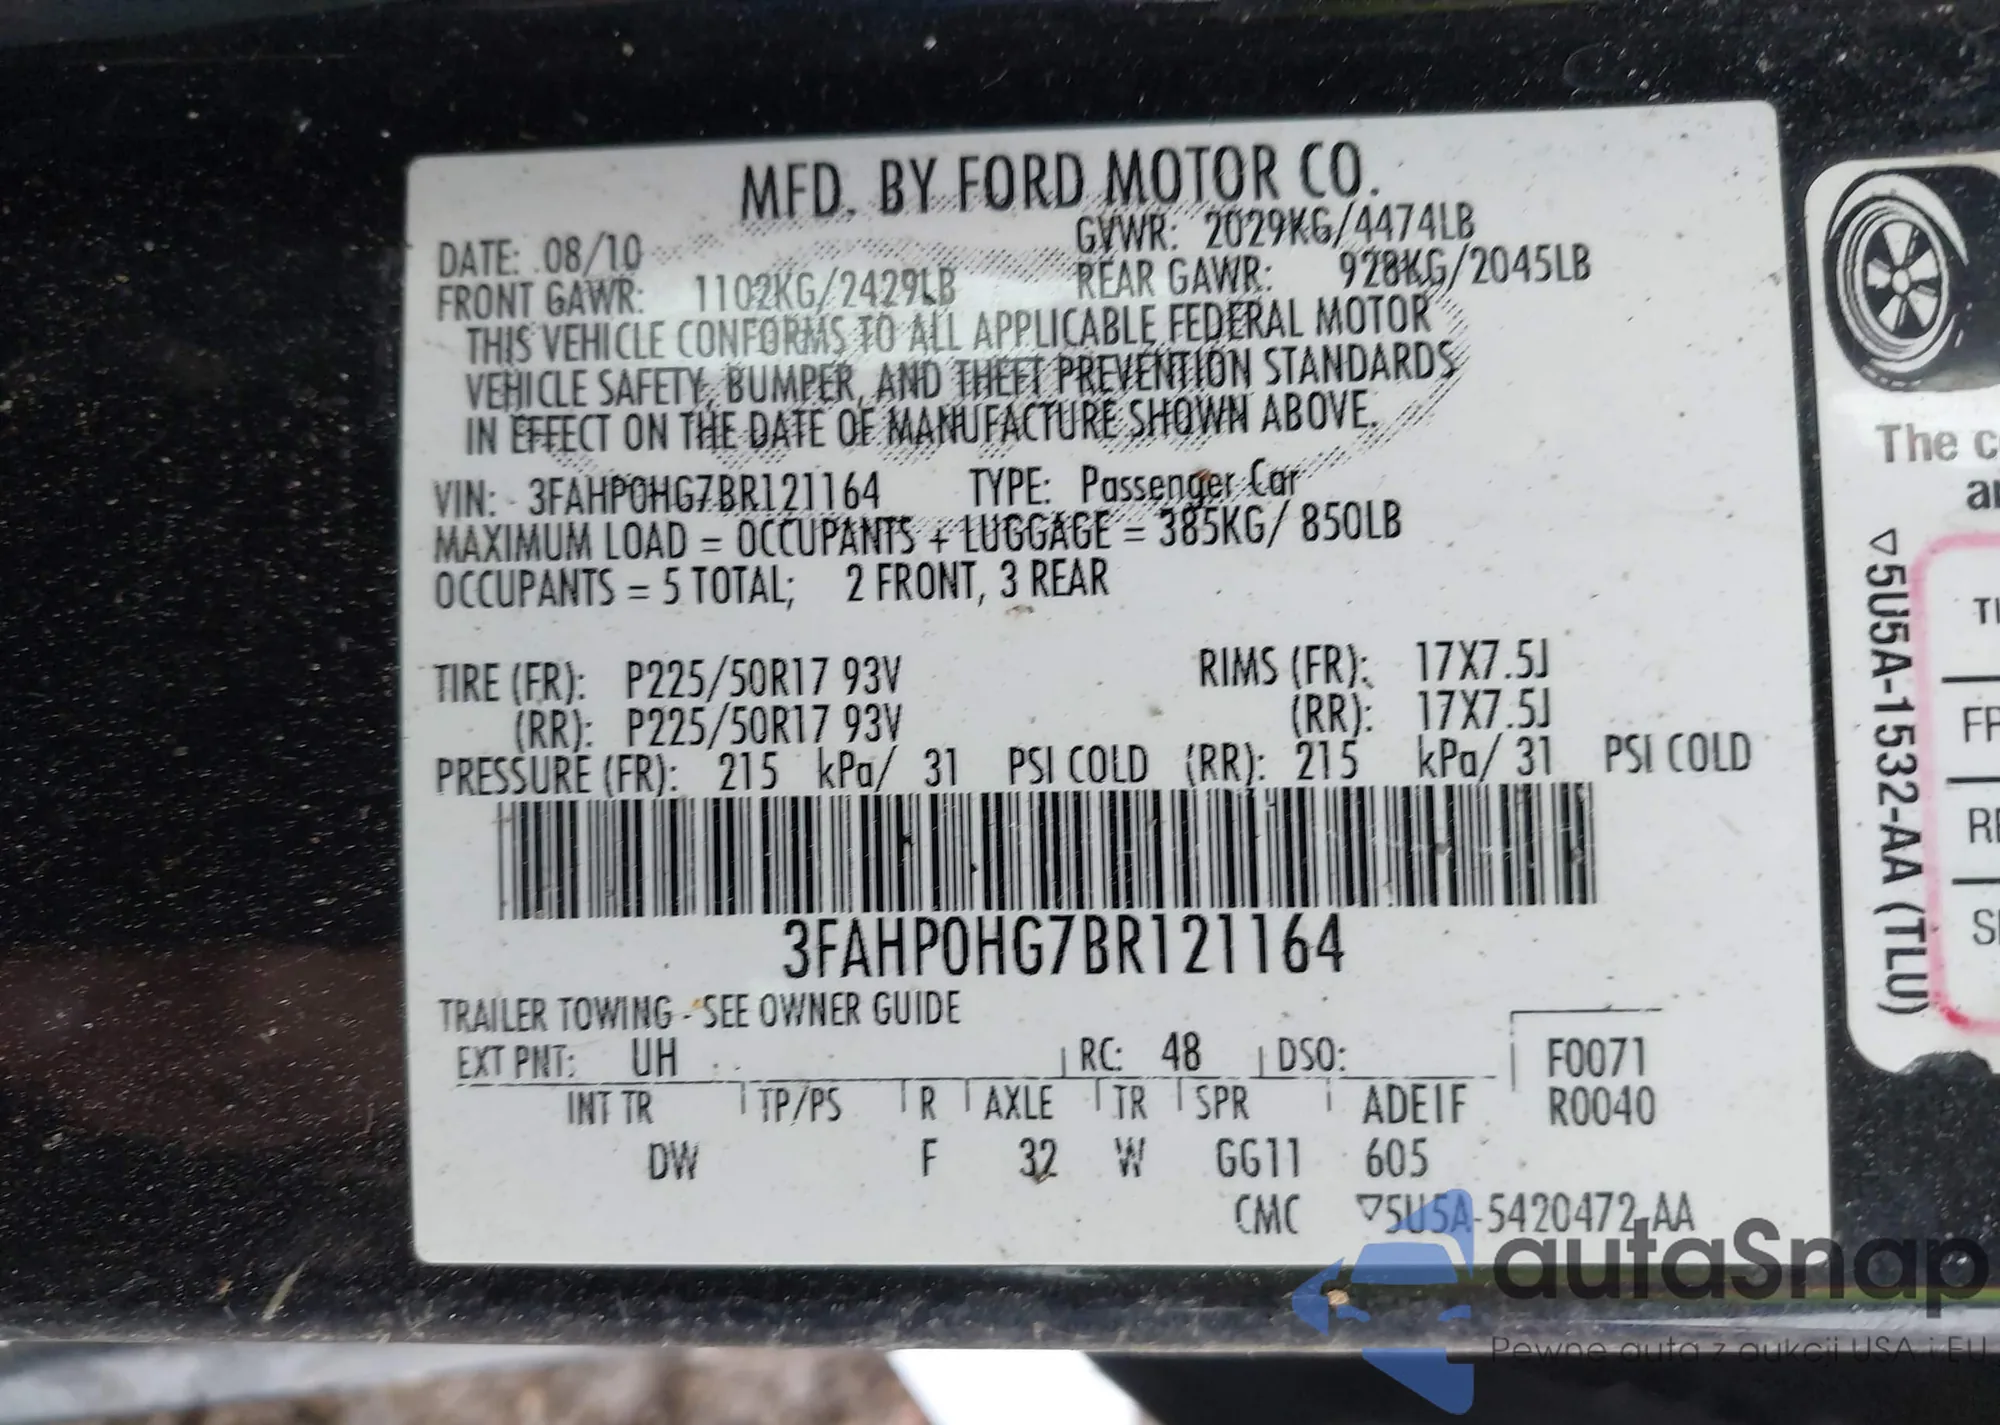 MFD. BY FORD MOTOR CO.
DATE: 08/10 GVWR: 2029KG/4474LB
FRONT GAWR: 1102KG/2429LB REAR GAWR: 928KG/2045LB
THIS VEHICLE CONFORMS TO ALL APPLICABLE FEDERAL MOTOR
VEHICLE SAFETY, BUMPER, AND THEFT PREVENTION STANDARDS
IN EFFECT ON THE DATE OF MANUFACTURE SHOWN ABOVE.
VIN: 3FAHP0HG7BR121164 TYPE: Passenger Car
MAXIMUM LOAD = OCCUPANTS + LUGGAGE = 385KG/ 850LB
OCCUPANTS = 5 TOTAL; 2 FRONT, 3 REAR
TIRE (FR): P225/50R17 93V RIMS (FR): 17X7.5J
(RR): P225/50R17 93V (RR): 17X7.5J
PRESSURE (FR): 215 kPa/ 31 PSI COLD (RR): 215 kPa/ 31 PSI COLD
3FAHP0HG7BR121164
TRAILER TOWING - SEE OWNER GUIDE
EXT PNT: UH RC: 48 DSO: F0071
INT TR TP/PS R AXLE TR SPR ADEIF R0040
DW F 32 W GG11 605
CMC ▽5U5A-5420472-AA
The c
▽5U5A-1532-AA (TLU)
autaSnap
Pewne auta z aukcji USA i EU